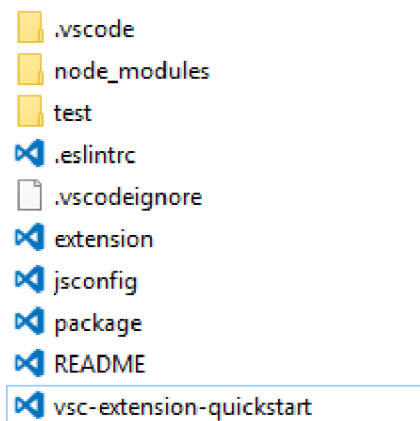 .vscode
node_modules
test
.eslintrc
.vscodeignore
extension
jsconfig
package
README
vsc-extension-quickstart